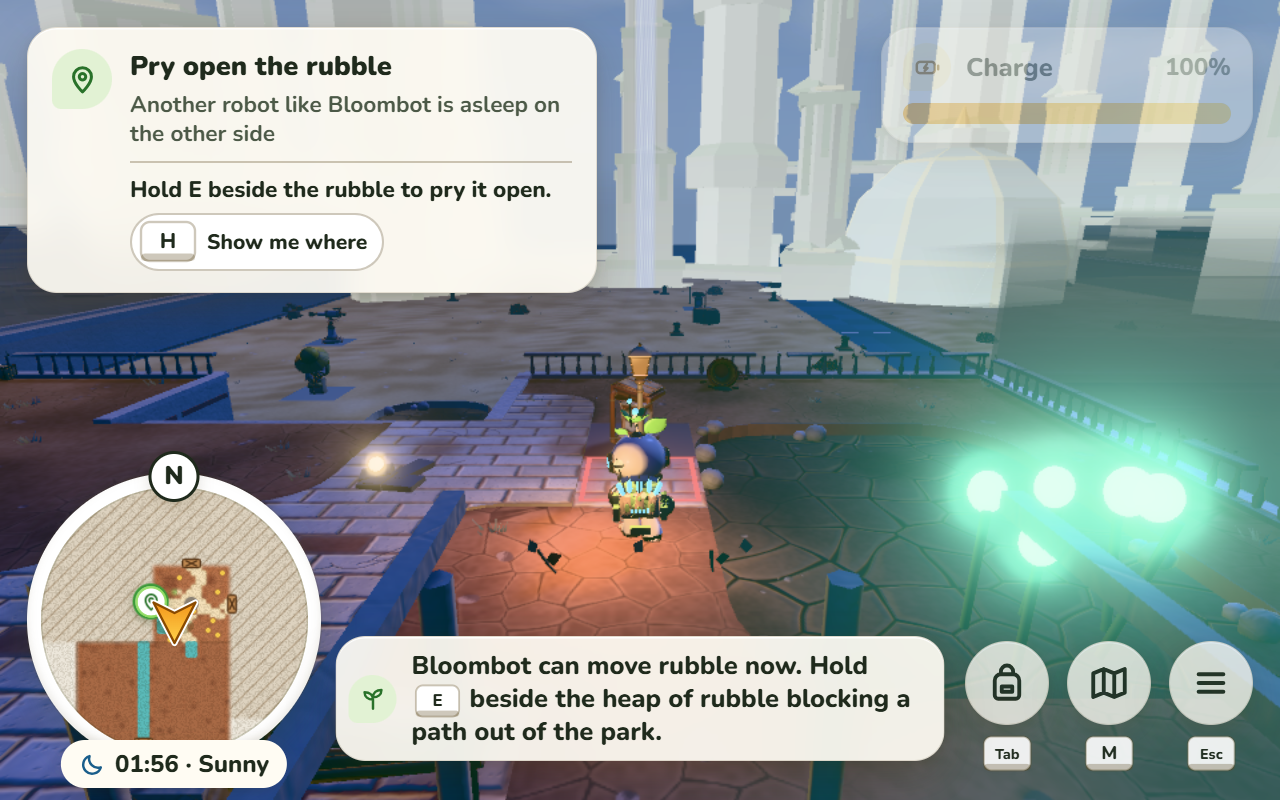 Pry open the rubble
Another robot like Bloombot is asleep on
the other side
Hold E beside the rubble to pry it open.
H Show me where
Charge 100%
N
01:56 · Sunny
Bloombot can move rubble now. Hold
E beside the heap of rubble blocking a
path out of the park.
Tab M Esc